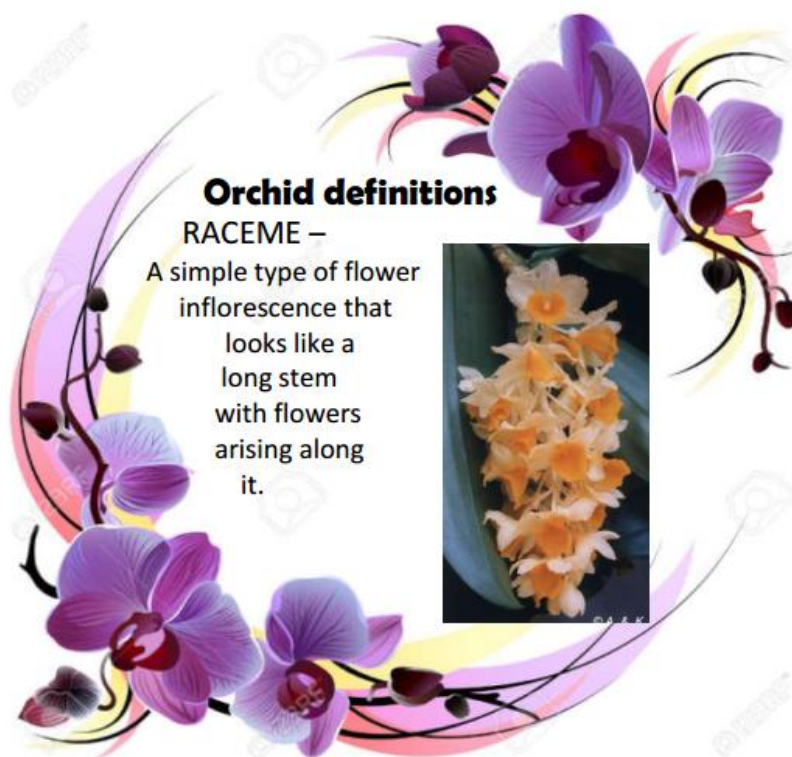 Orchid definitions
RACEME –
A simple type of flower
inflorescence that
looks like a
long stem
with flowers
arising along
it.
©A & K